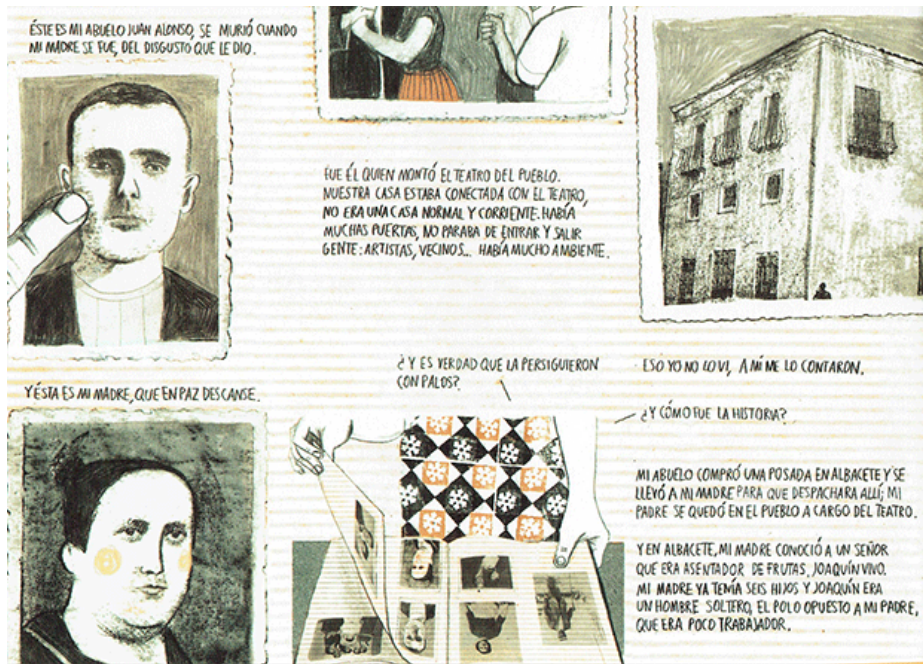 ÉSTE ES MI ABUELO JUAN ALONSO, SE MURIÓ CUANDO
MI MADRE SE FUE, DEL DISGUSTO QUE LE DIO.
FUE ÉL QUIEN MONTÓ EL TEATRO DEL PUEBLO.
NUESTRA CASA ESTABA CONECTADA CON EL TEATRO,
NO ERA UNA CASA NORMAL Y CORRIENTE. HABÍA
MUCHAS PUERTAS, NO PARABA DE ENTRAR Y SALIR
GENTE: ARTISTAS, VECINOS... HABÍA MUCHO AMBIENTE.
Y ÉSTA ES MI MADRE, QUE EN PAZ DESCANSE.
¿Y ES VERDAD QUE LA PERSIGUIERON
CON PALOS?
ESO YO NO LO VI, A MÍ ME LO CONTARON.
¿Y CÓMO FUE LA HISTORIA?
MI ABUELO COMPRÓ UNA POSADA EN ALBACETE Y SE
LLEVÓ A MI MADRE PARA QUE DESPACHARA ALLÍ; MI
PADRE SE QUEDÓ EN EL PUEBLO A CARGO DEL TEATRO.
Y EN ALBACETE, MI MADRE CONOCIÓ A UN SEÑOR
QUE ERA ASENTADOR DE FRUTAS, JOAQUÍN VIVO.
MI MADRE YA TENÍA SEIS HIJOS Y JOAQUÍN ERA
UN HOMBRE SOLTERO, EL POLO OPUESTO A MI PADRE,
QUE ERA POCO TRABAJADOR.